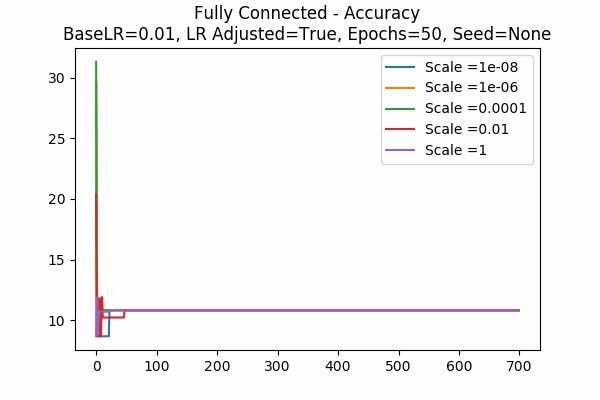 Fully Connected - Accuracy
BaseLR=0.01, LR Adjusted=True, Epochs=50, Seed=None
Scale =1e-08
Scale =1e-06
Scale =0.0001
Scale =0.01
Scale =1
30
25
20
15
10
0 100 200 300 400 500 600 700